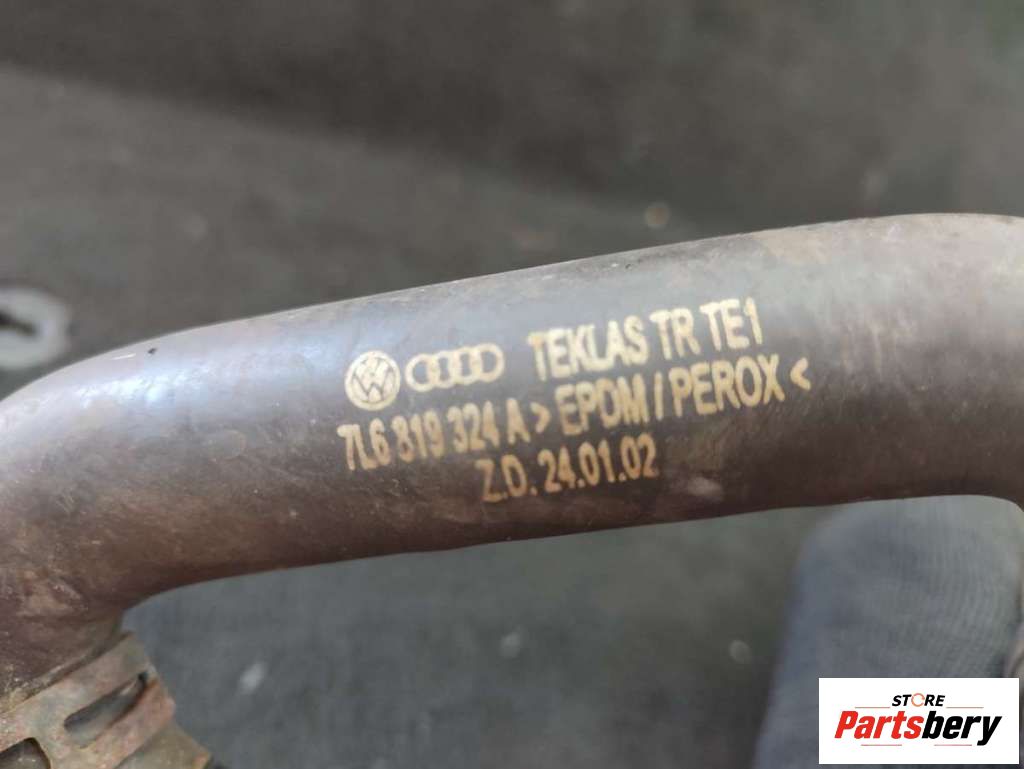 TEKLAS TR TE1
7L6 819 324 A >EPDM/PEROX<
Z.D. 24.01.02
STORE
Partsbery